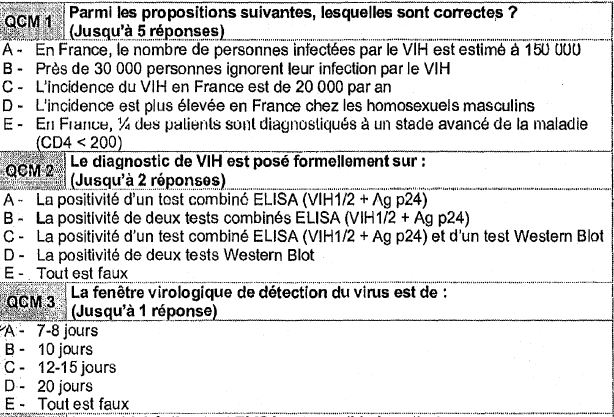 QCM 1 Parmi les propositions suivantes, lesquelles sont correctes ?
(Jusqu'à 5 réponses)
A - En France, le nombre de personnes infectées par le VIH est estimé à 150 000
B - Près de 30 000 personnes ignorent leur infection par le VIH
C - L'incidence du VIH en France est de 20 000 par an
D - L'incidence est plus élevée en France chez les homosexuels masculins
E - En France, ¼ des patients sont diagnostiqués à un stade avancé de la maladie
(CD4 < 200)
QCM 2 Le diagnostic de VIH est posé formellement sur :
(Jusqu'à 2 réponses)
A - La positivité d'un test combiné ELISA (VIH1/2 + Ag p24)
B - La positivité de deux tests combinés ELISA (VIH1/2 + Ag p24)
C - La positivité d'un test combiné ELISA (VIH1/2 + Ag p24) et d'un test Western Blot
D - La positivité de deux tests Western Blot
E - Tout est faux
QCM 3 La fenêtre virologique de détection du virus est de :
(Jusqu'à 1 réponse)
A - 7-8 jours
B - 10 jours
C - 12-15 jours
D - 20 jours
E - Tout est faux